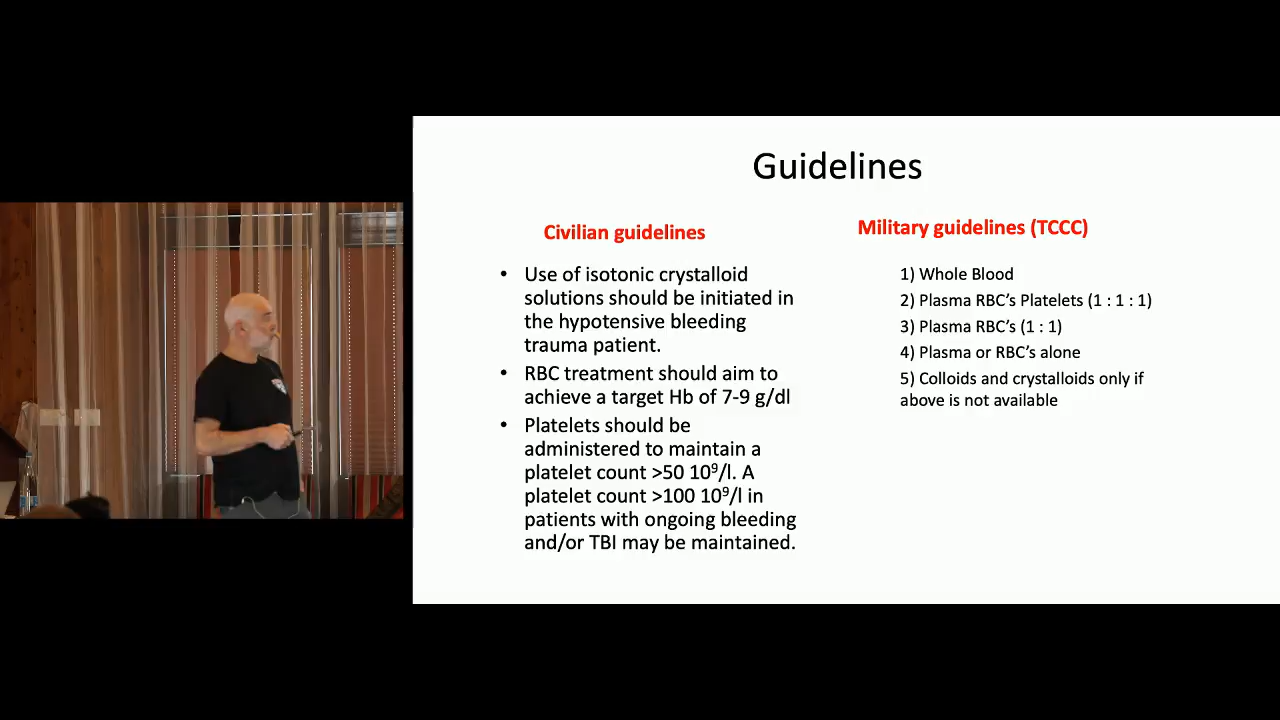 Guidelines
Civilian guidelines
• Use of isotonic crystalloid
solutions should be initiated in
the hypotensive bleeding
trauma patient.
• RBC treatment should aim to
achieve a target Hb of 7-9 g/dl
• Platelets should be
administered to maintain a
platelet count >50 10⁹/l. A
platelet count >100 10⁹/l in
patients with ongoing bleeding
and/or TBI may be maintained.
Military guidelines (TCCC)
1) Whole Blood
2) Plasma RBC’s Platelets (1 : 1 : 1)
3) Plasma RBC’s (1 : 1)
4) Plasma or RBC’s alone
5) Colloids and crystalloids only if
above is not available